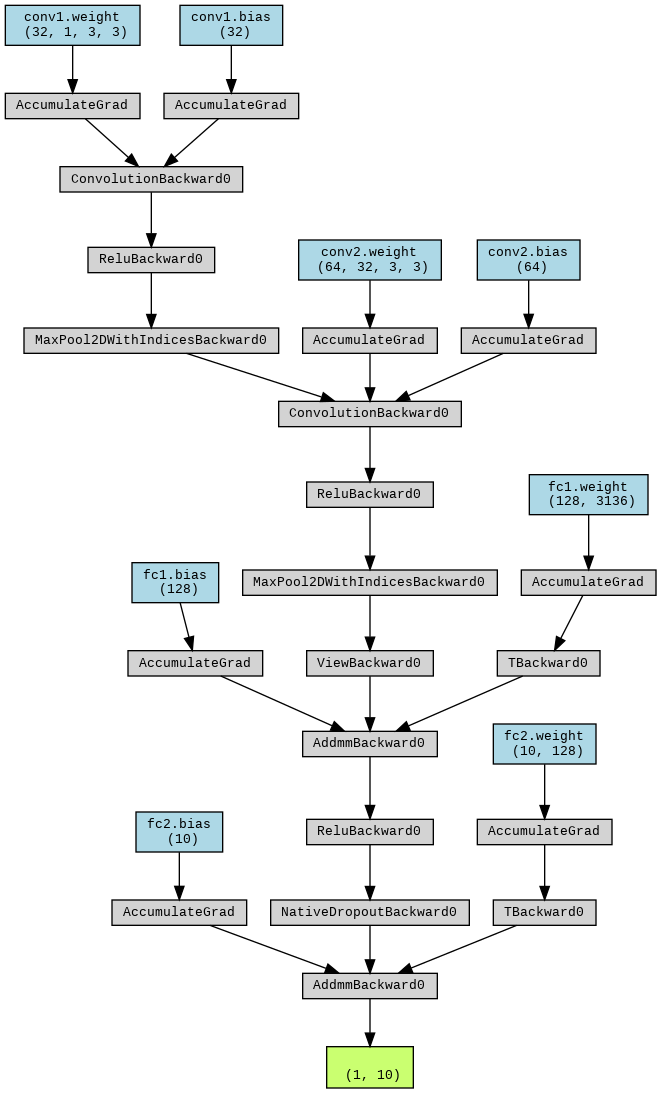 conv1.weight
(32, 1, 3, 3)
conv1.bias
(32)
AccumulateGrad
AccumulateGrad
ConvolutionBackward0
ReluBackward0
conv2.weight
(64, 32, 3, 3)
conv2.bias
(64)
MaxPool2DWithIndicesBackward0
AccumulateGrad
AccumulateGrad
ConvolutionBackward0
ReluBackward0
fc1.weight
(128, 3136)
fc1.bias
(128)
MaxPool2DWithIndicesBackward0
AccumulateGrad
AccumulateGrad
ViewBackward0
TBackward0
AddmmBackward0
fc2.weight
(10, 128)
fc2.bias
(10)
ReluBackward0
AccumulateGrad
AccumulateGrad
NativeDropoutBackward0
TBackward0
AddmmBackward0
(1, 10)